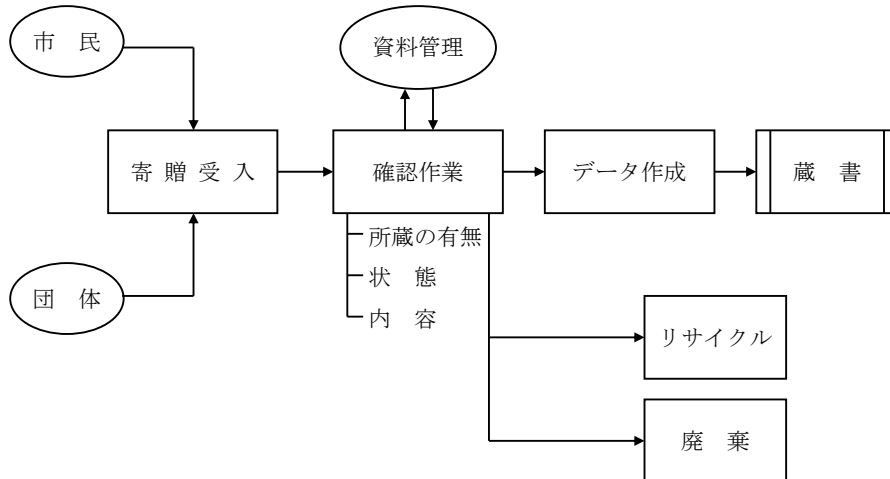 市　民
資料管理
寄 贈 受 入
確認作業
データ作成
蔵　書
団　体
所蔵の有無
状　態
内　容
リサイクル
廃　棄